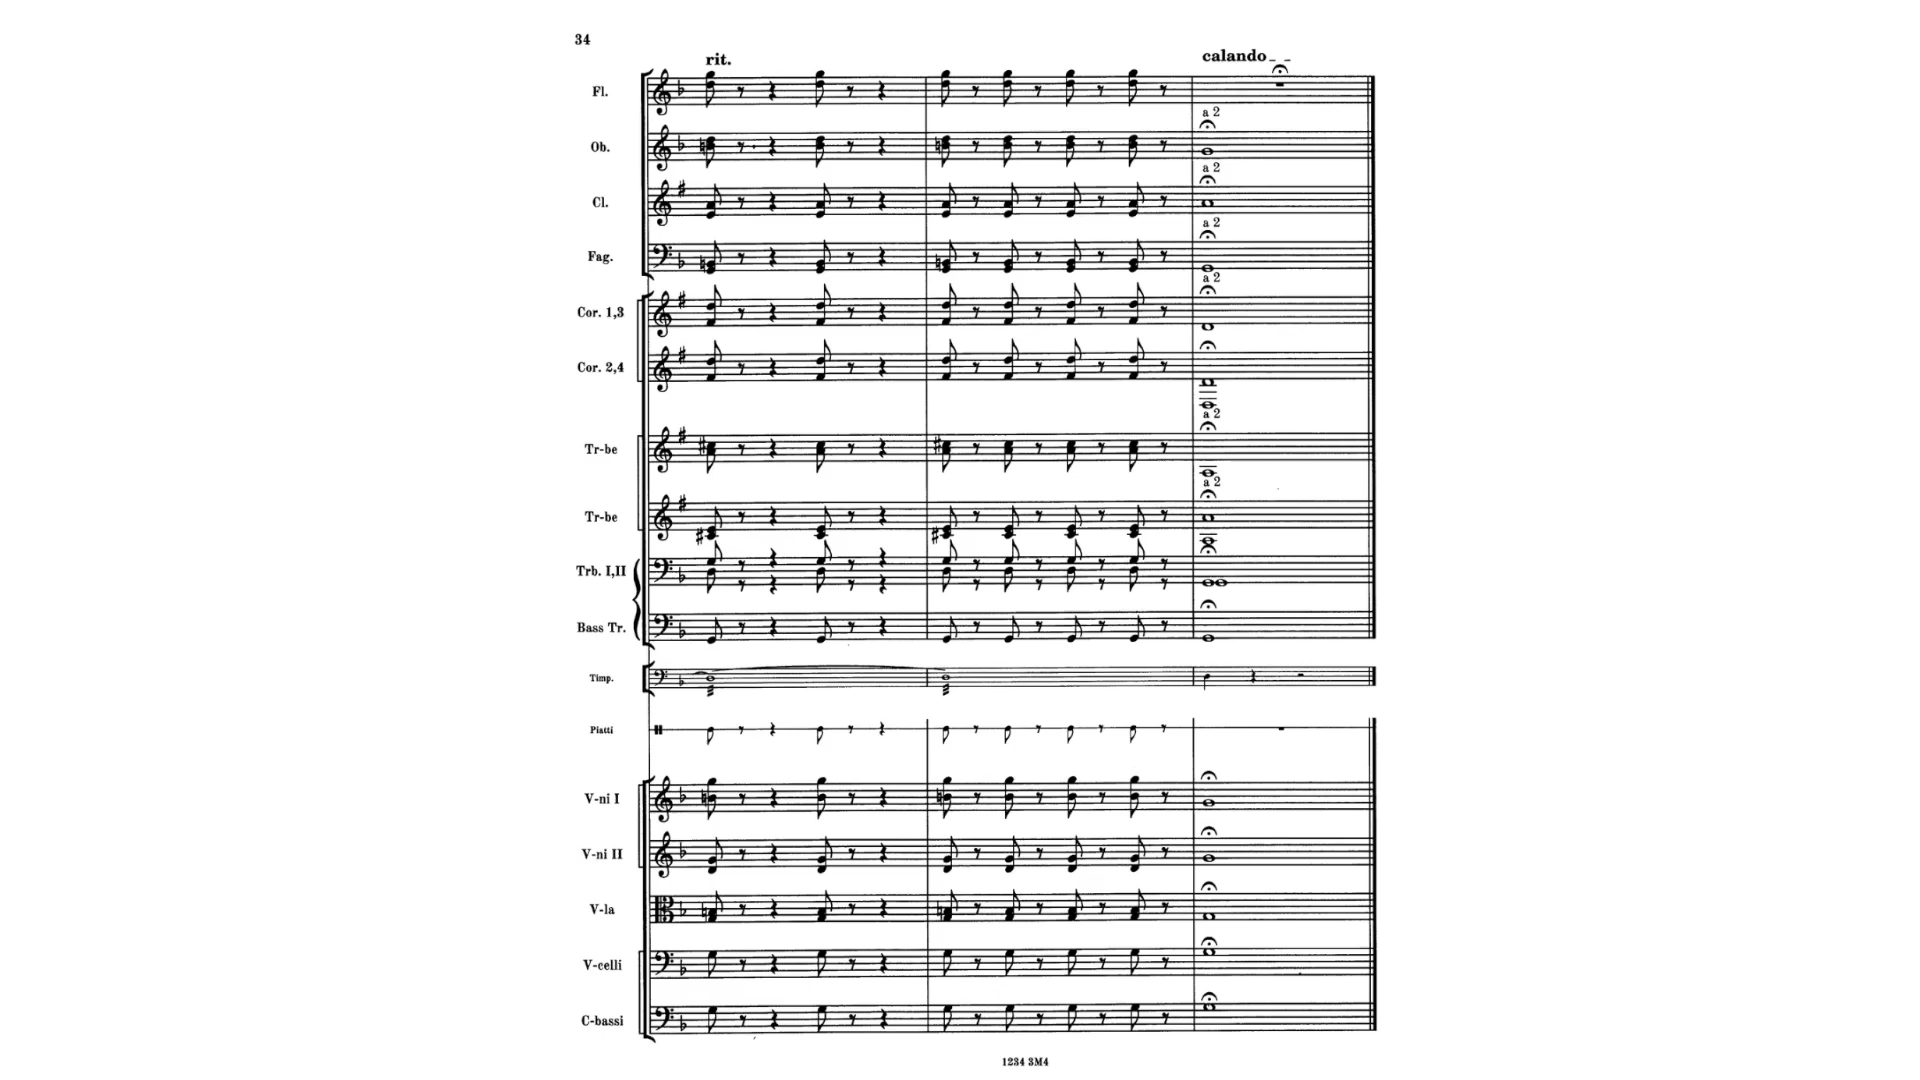 34
rit.
calando
Fl.
a 2
Ob.
a 2
Cl.
a 2
Fag.
a 2
Cor. 1,3
Cor. 2,4
a 2
Tr-be
a 2
Tr-be
Trb. I,II
Bass Tr.
Timp.
Piatti
V-ni I
V-ni II
V-la
V-celli
C-bassi
1234 3M4